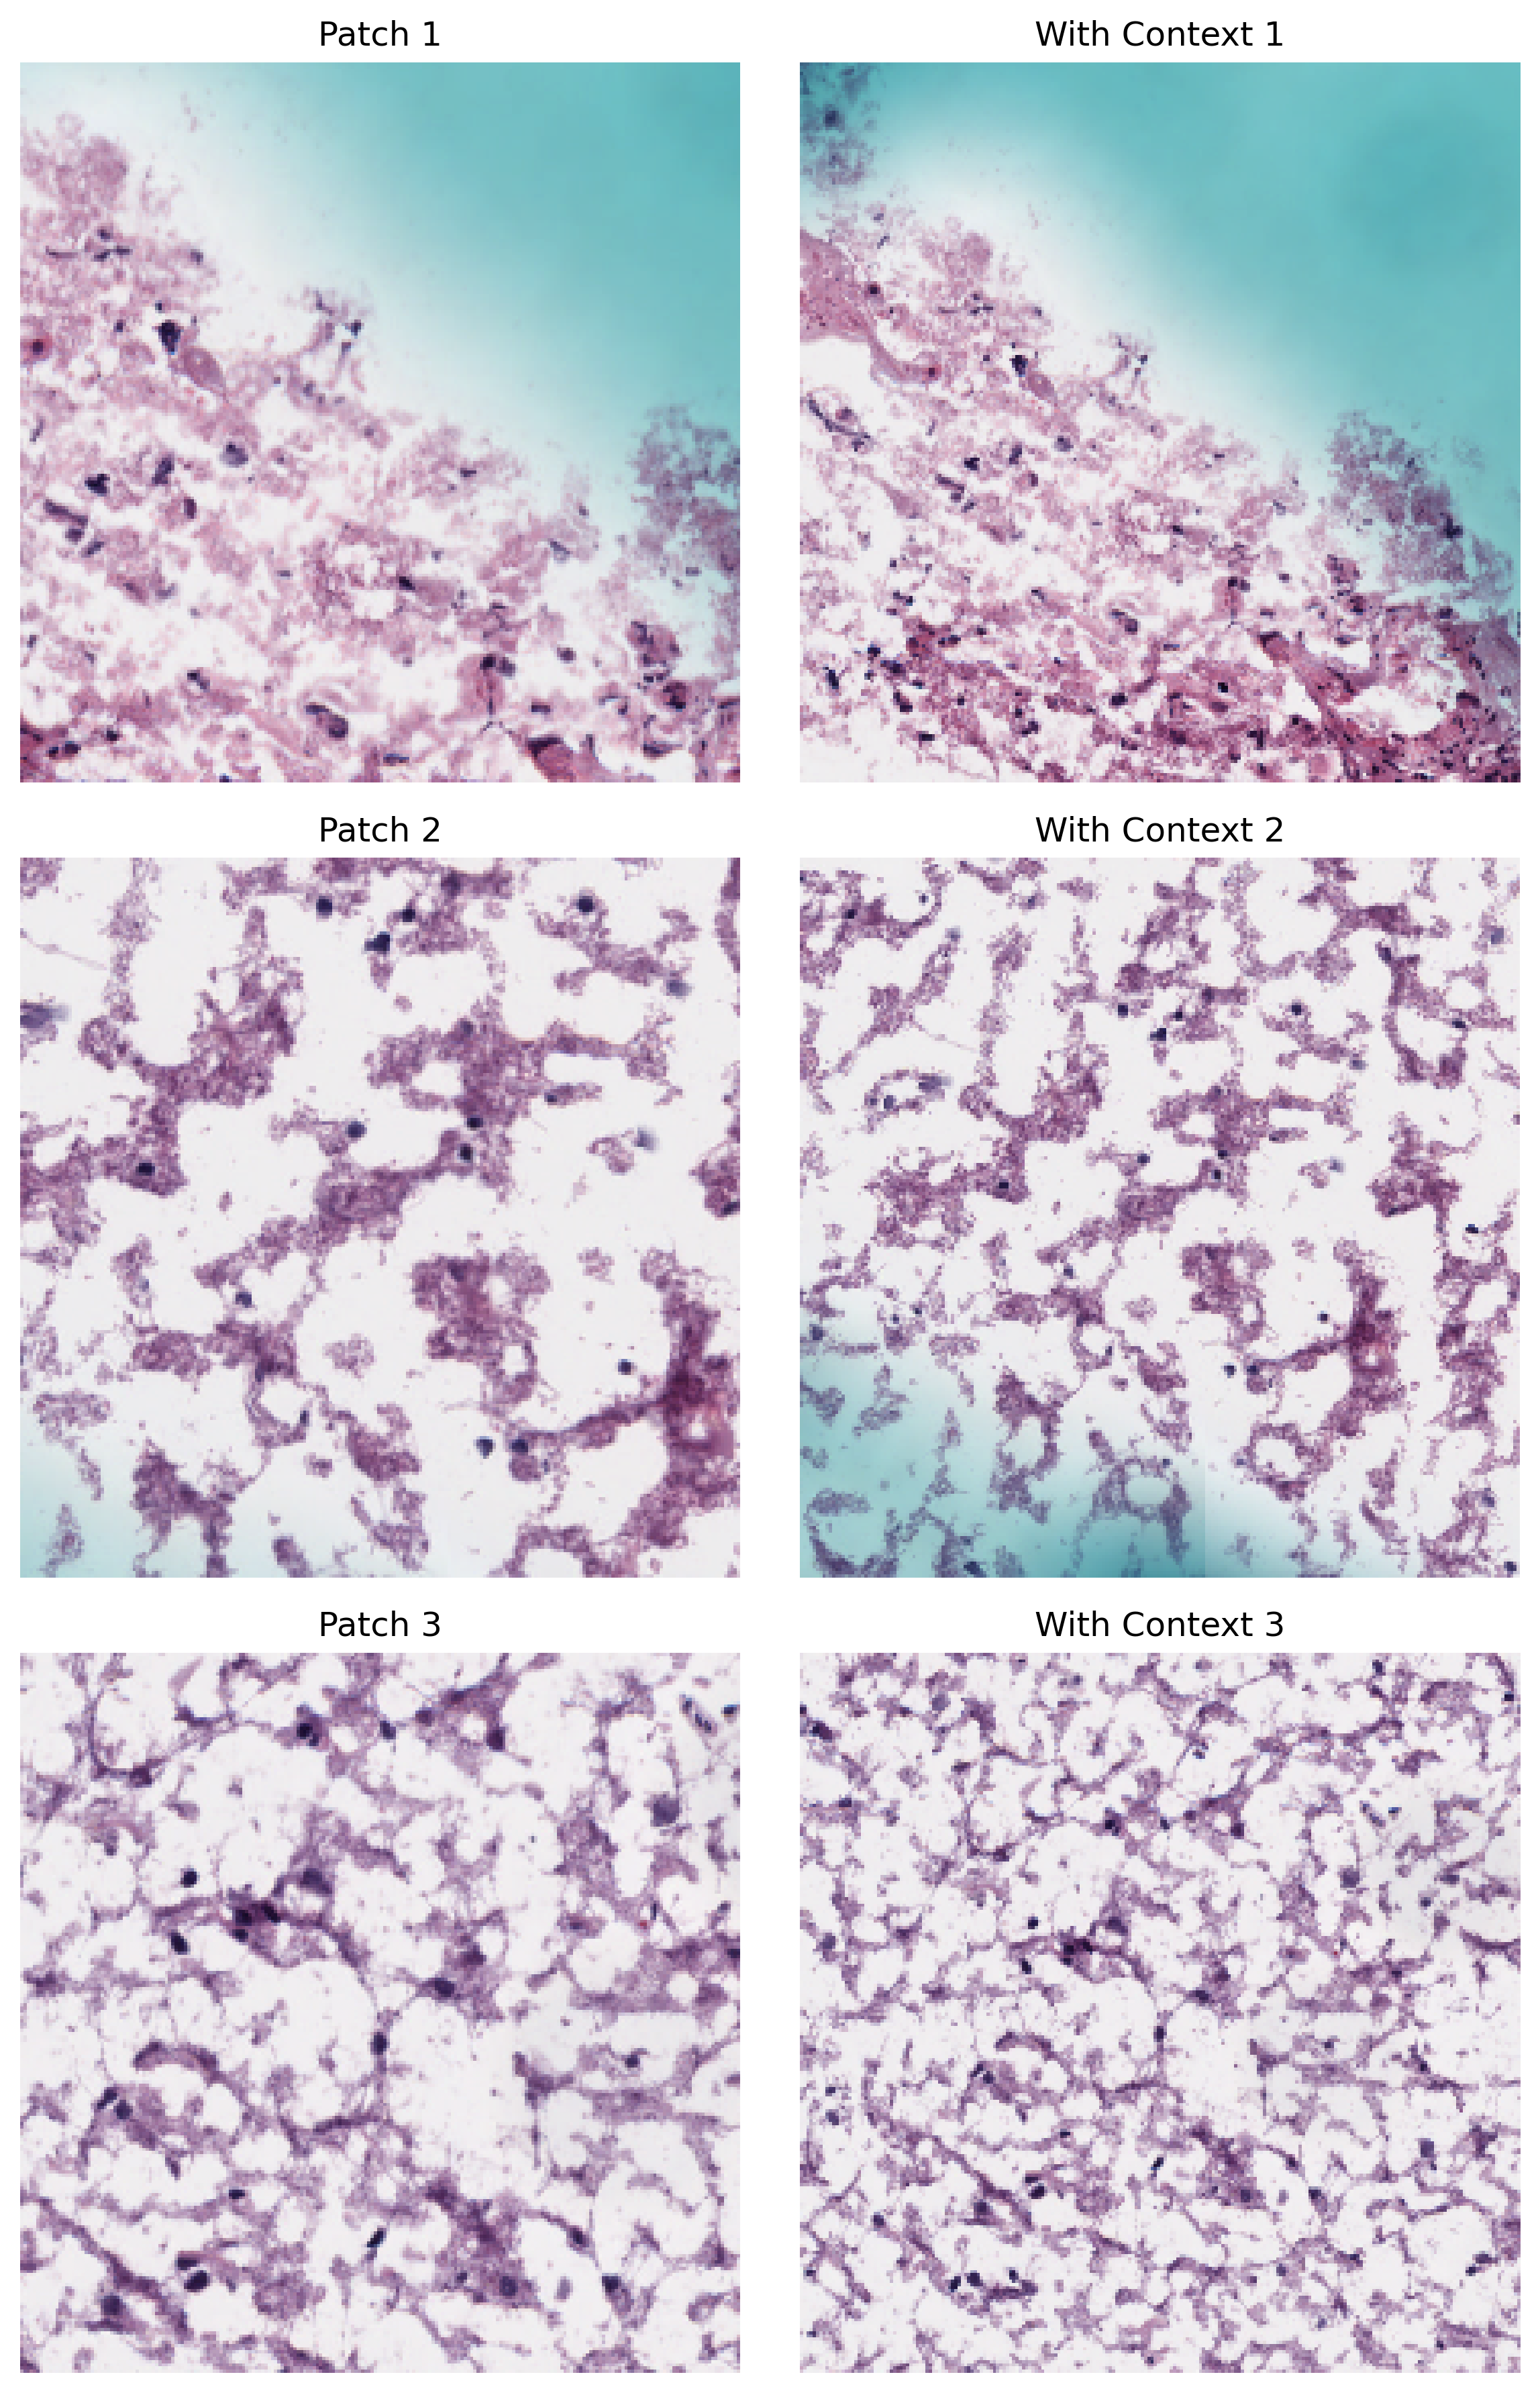 Patch 1
With Context 1
Patch 2
With Context 2
Patch 3
With Context 3